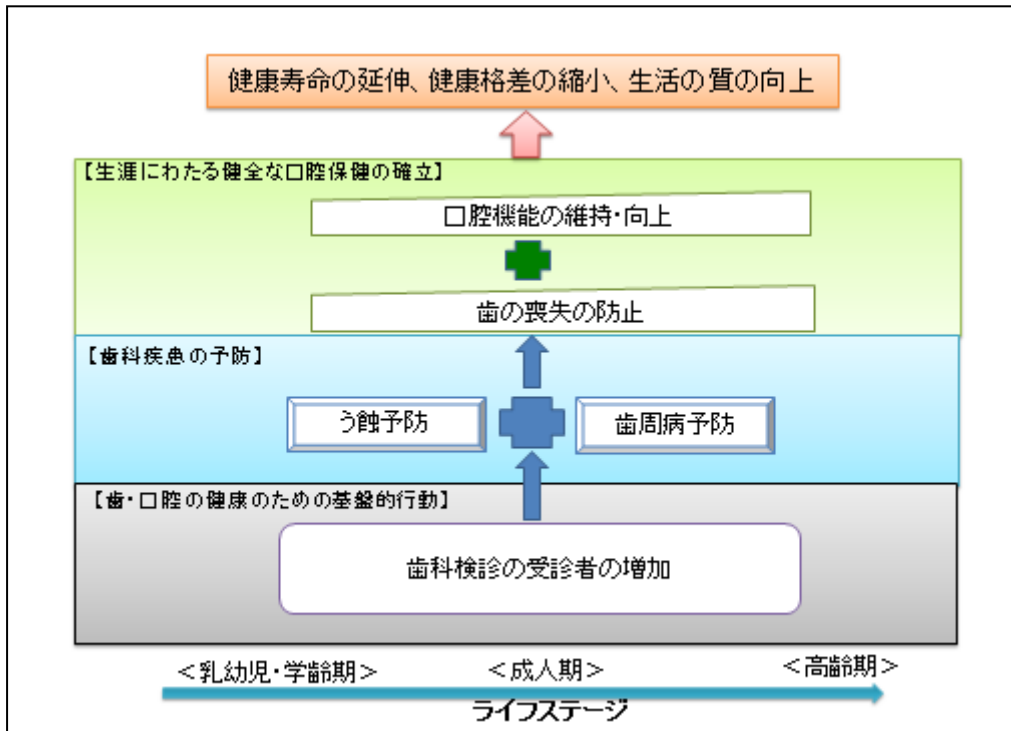 健康寿命の延伸、健康格差の縮小、生活の質の向上
【生涯にわたる健全な口腔保健の確立】
口腔機能の維持・向上
歯の喪失の防止
【歯科疾患の予防】
う蝕予防
歯周病予防
【歯・口腔の健康のための基盤的行動】
歯科検診の受診者の増加
＜乳幼児・学齢期＞
＜成人期＞
＜高齢期＞
ライフステージ